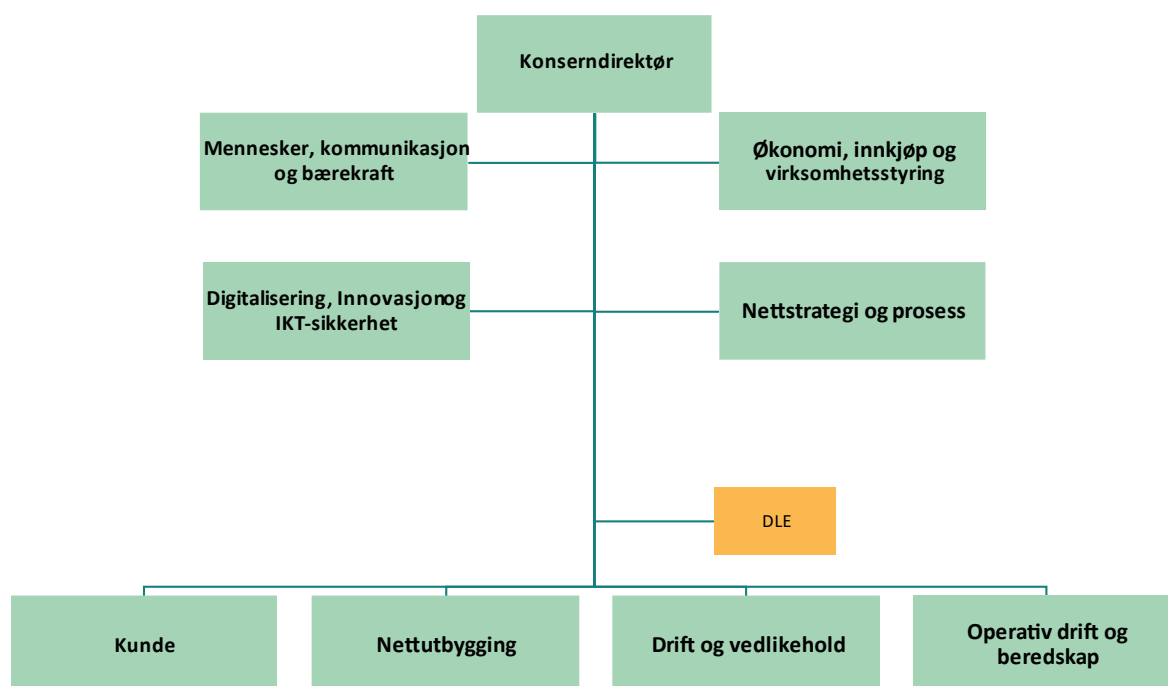 Konserndirektør
Mennesker, kommunikasjon
og bærekraft
Økonomi, innkjøp og
virksomhetsstyring
Digitalisering, Innovasjonog
IKT-sikkerhet
Nettstrategi og prosess
DLE
Kunde
Nettutbygging
Drift og vedlikehold
Operativ drift og
beredskap